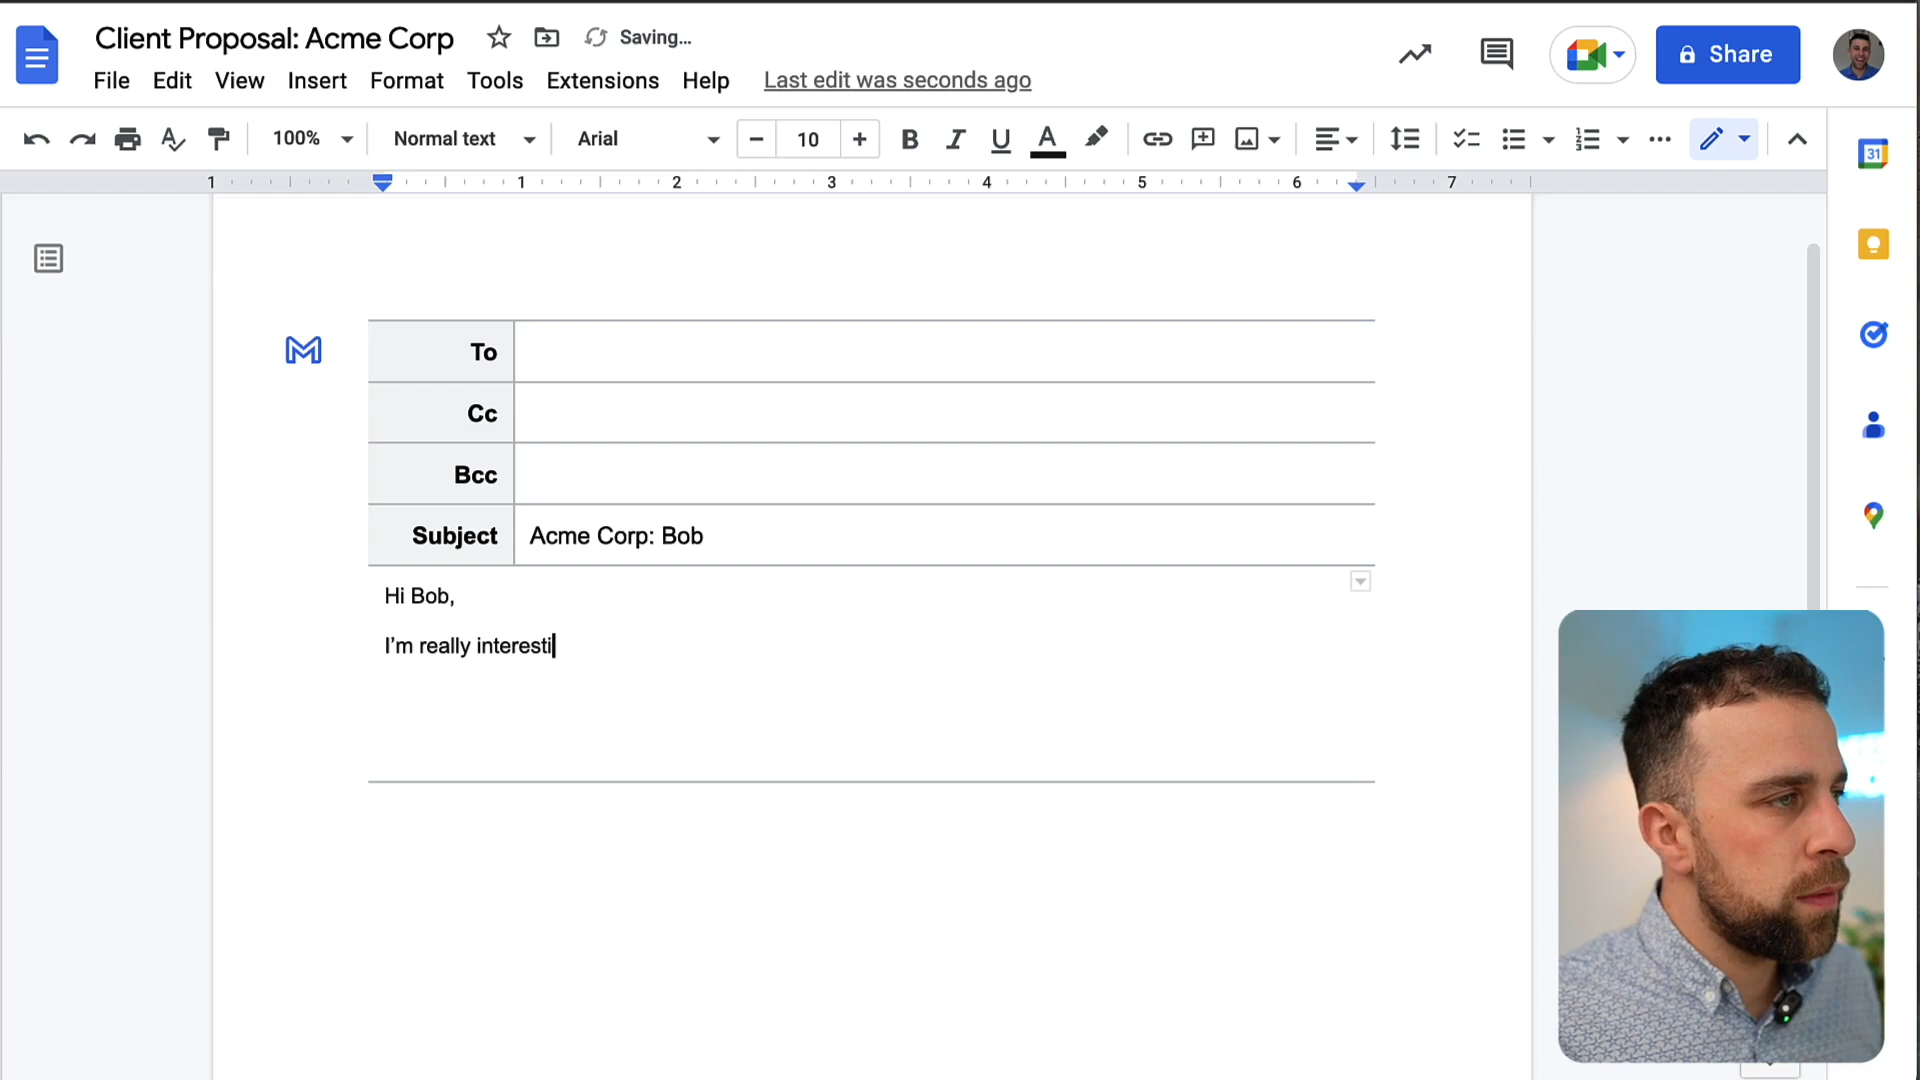 Client Proposal: Acme Corp
Saving...
File Edit View Insert Format Tools Extensions Help Last edit was seconds ago
Share
100% Normal text Arial 10 B I U A
1 1 2 3 4 5 6 7
31
To
Cc
Bcc
Subject Acme Corp: Bob
Hi Bob,
I'm really interesti